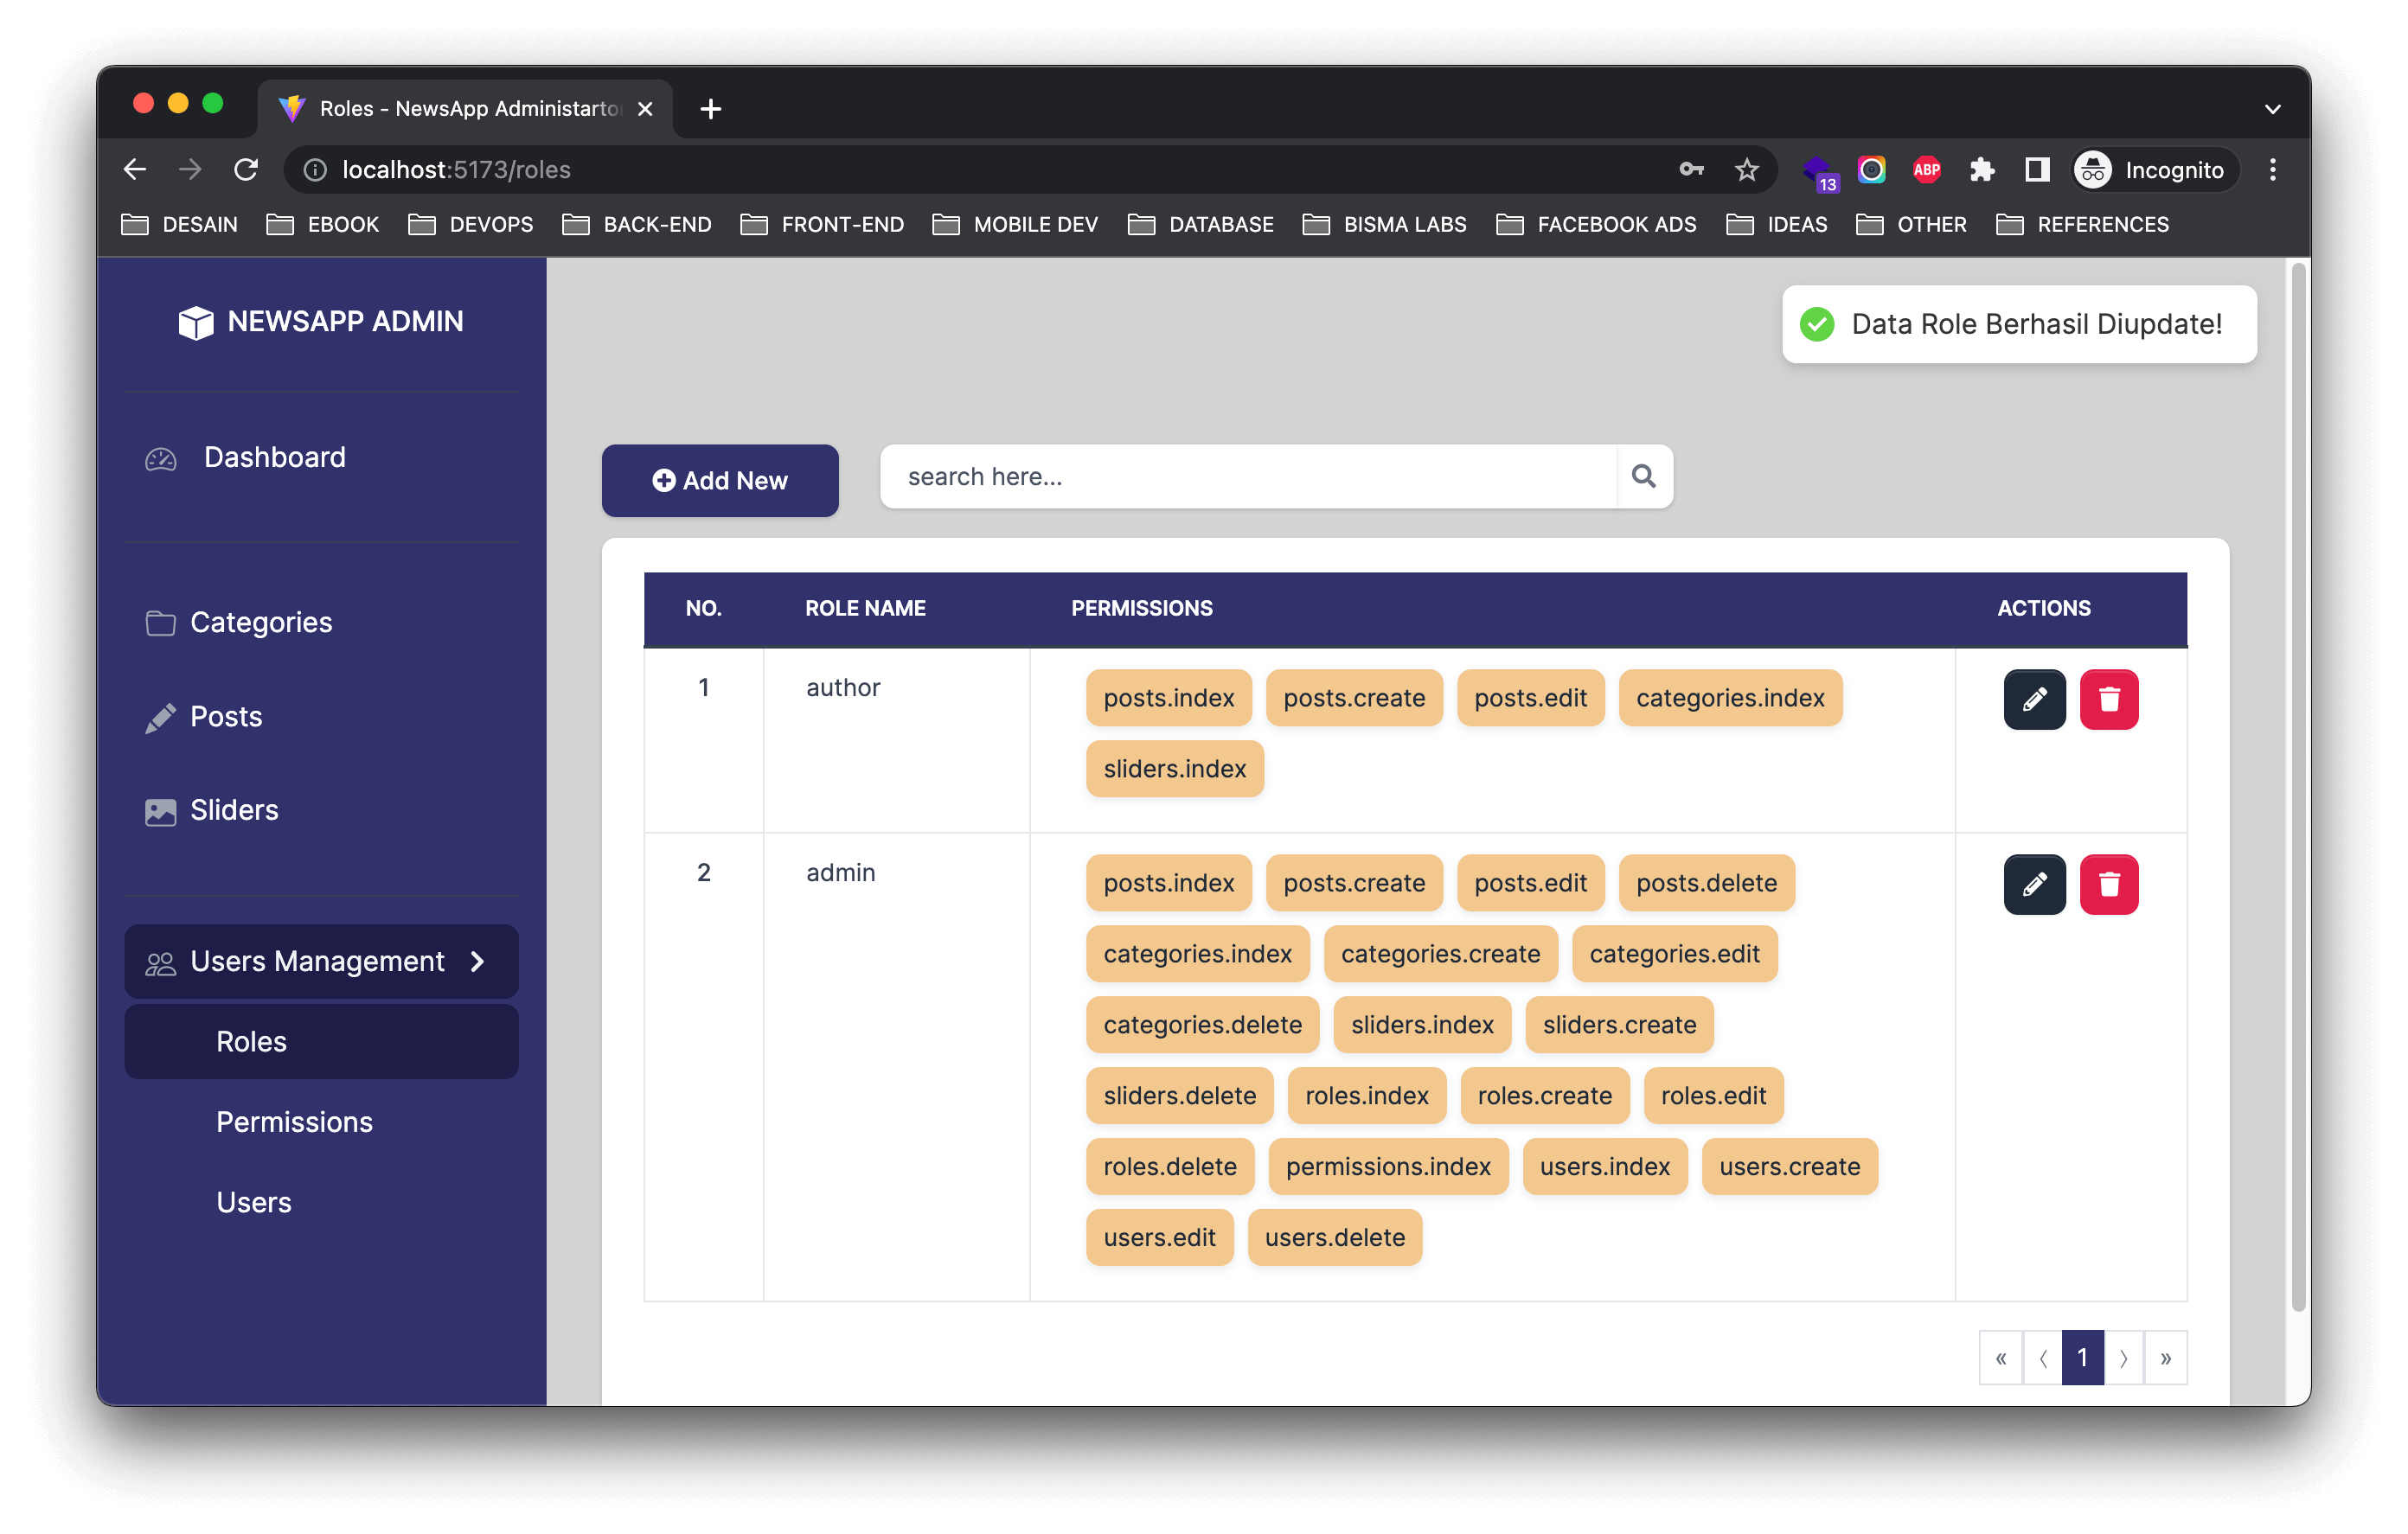 Roles - NewsApp Administarto
localhost:5173/roles
13
ABP
Incognito
DESAIN EBOOK DEVOPS BACK-END FRONT-END MOBILE DEV DATABASE BISMA LABS FACEBOOK ADS IDEAS OTHER REFERENCES
NEWSAPP ADMIN
Dashboard
Categories
Posts
Sliders
Users Management
Roles
Permissions
Users
Data Role Berhasil Diupdate!
Add New
search here...
NO. ROLE NAME PERMISSIONS ACTIONS
1 author posts.index posts.create posts.edit categories.index
sliders.index
2 admin posts.index posts.create posts.edit posts.delete
categories.index categories.create categories.edit
categories.delete sliders.index sliders.create
sliders.delete roles.index roles.create roles.edit
roles.delete permissions.index users.index users.create
users.edit users.delete
« ⟨ 1 ⟩ »